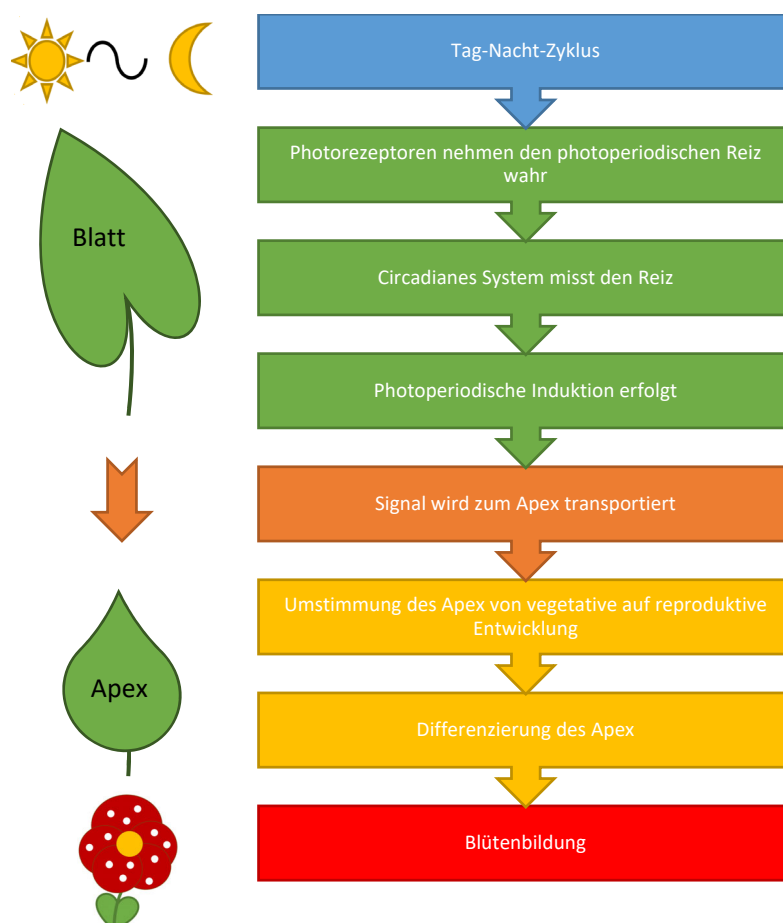 Tag-Nacht-Zyklus
Photorezeptoren nehmen den photoperiodischen Reiz
wahr
Blatt
Circadianes System misst den Reiz
Photoperiodische Induktion erfolgt
Signal wird zum Apex transportiert
Umstimmung des Apex von vegetative auf reproduktive
Entwicklung
Apex
Differenzierung des Apex
Blütenbildung